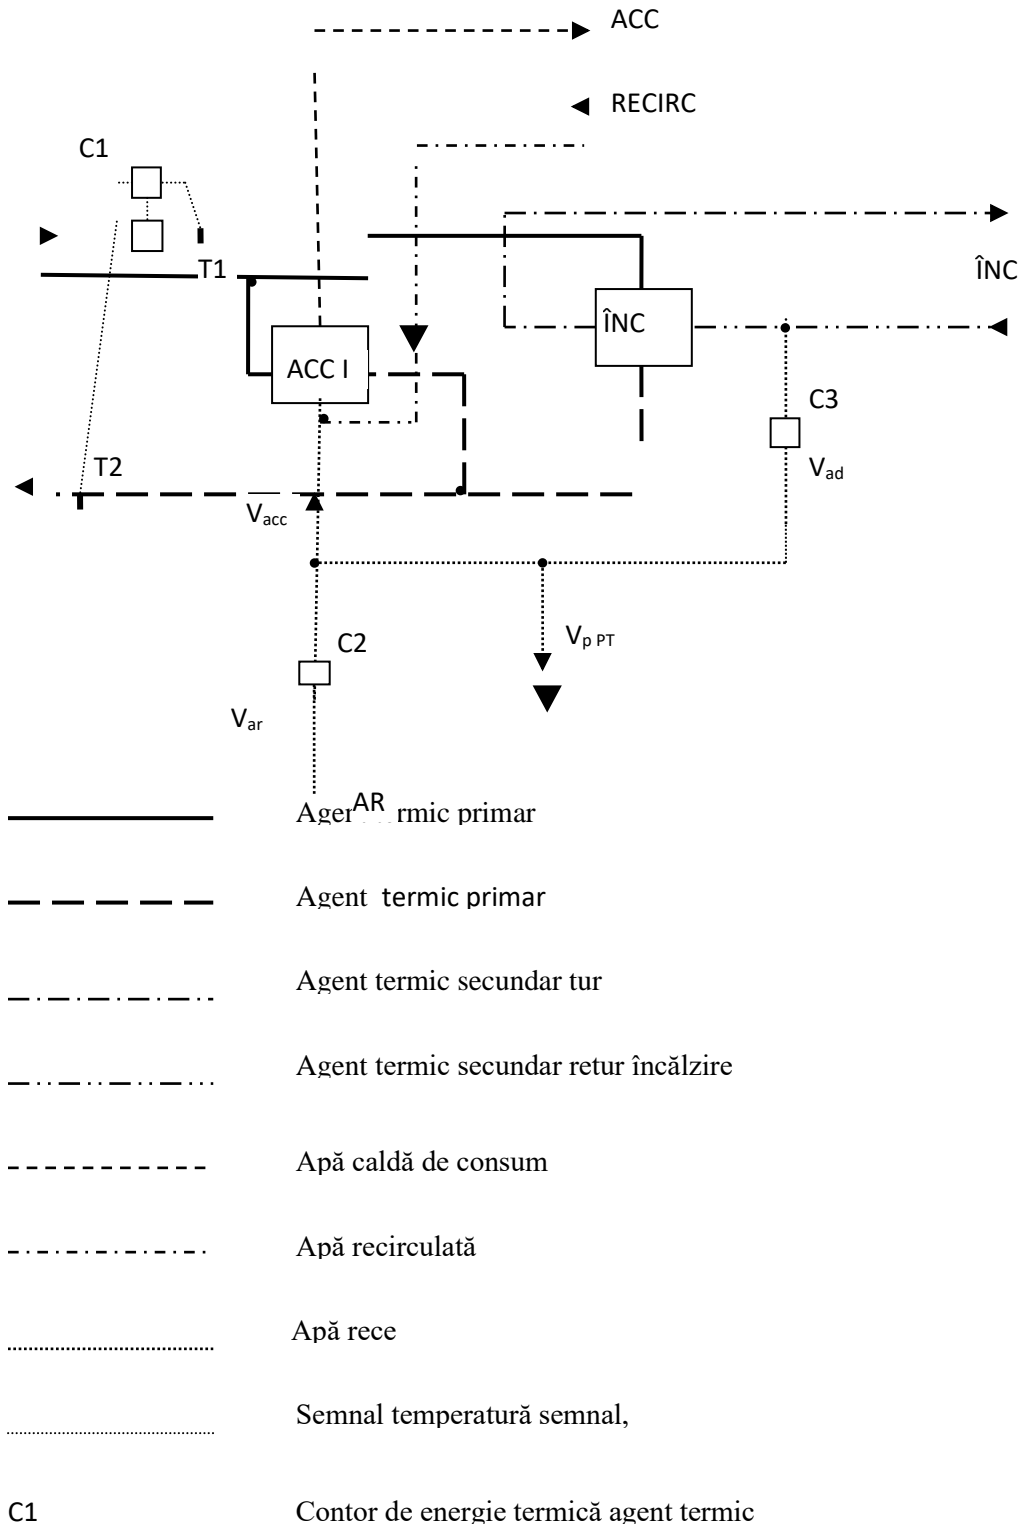 ACC
RECIRC
C1
T1
ÎNC
ÎNC
ACC I
C3
T2
V_ad
V_acc
V_p PT
C2
V_ar
AR
Agen rmic primar
Agent termic primar
Agent termic secundar tur
Agent termic secundar retur încălzire
Apă caldă de consum
Apă recirculată
Apă rece
Semnal temperatură semnal,
C1 Contor de energie termică agent termic